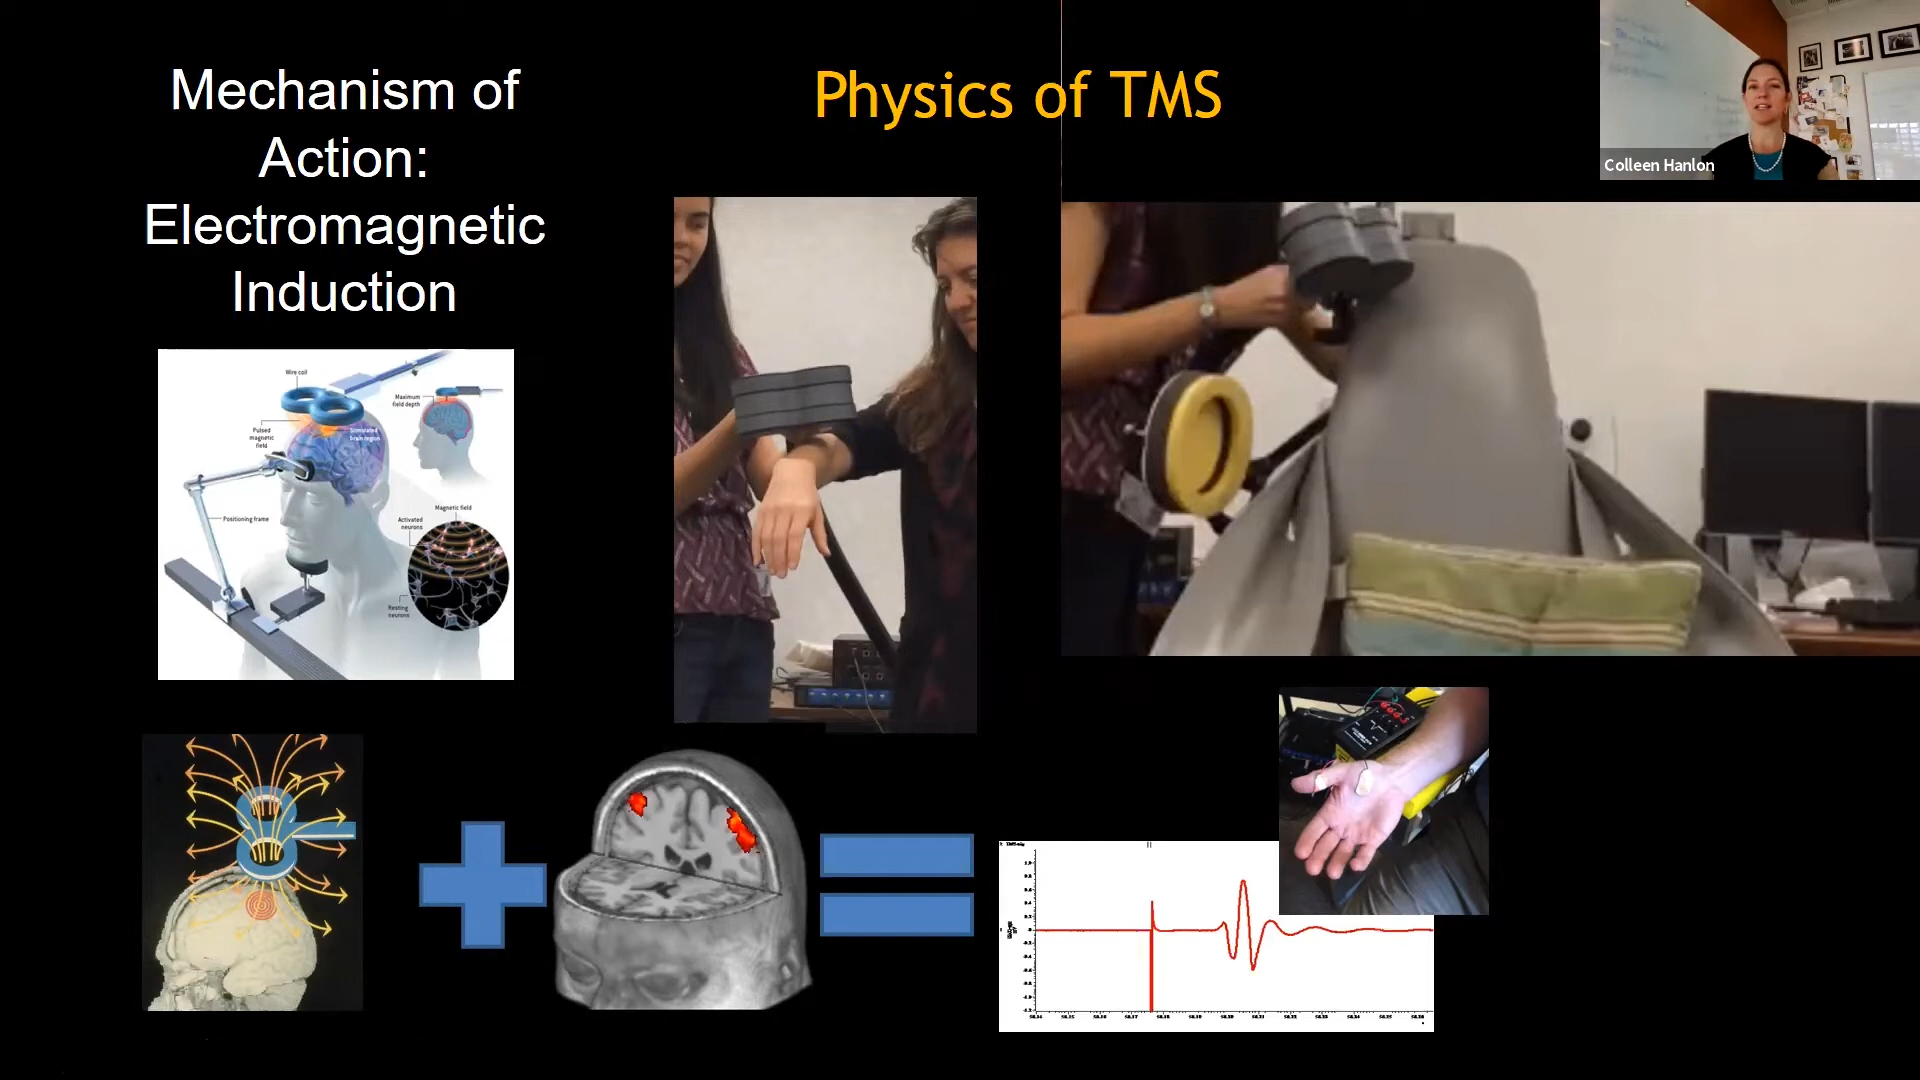 Mechanism of
Action:
Electromagnetic
Induction
Physics of TMS
Colleen Hanlon
Wire coil
Maximum
field depth
Pulsed
magnetic
field
Stimulated
brain region
Magnetic field
Activated
neurons
Positioning frame
Resting
neurons